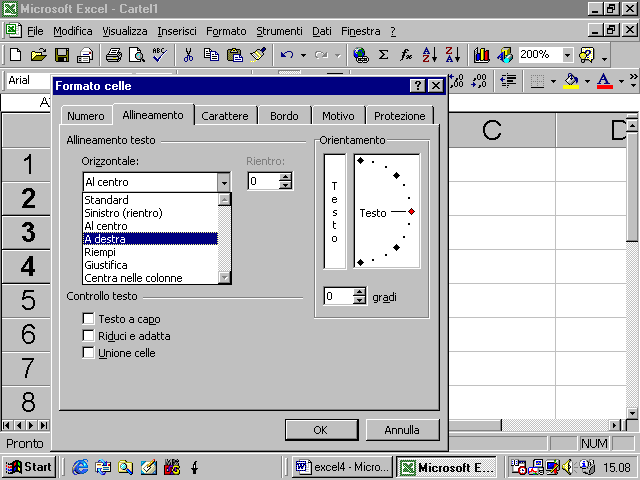 Microsoft Excel - Cartel1
File Modifica Visualizza Inserisci Formato Strumenti Dati Finestra ?
200%
Arial
Formato celle
Numero Allineamento Carattere Bordo Motivo Protezione
Allineamento testo
Orizzontale: Rientro:
Al centro 0
Standard
Sinistro (rientro)
Al centro
A destra
Riempi
Giustifica
Centra nelle colonne
Orientamento
Testo
Testo
0 gradi
Controllo testo
Testo a capo
Riduci e adatta
Unione celle
OK Annulla
C D
1
2
3
4
5
6
7
8
Pronto NUM
Start excel4 - Micro... Microsoft E... 15.08